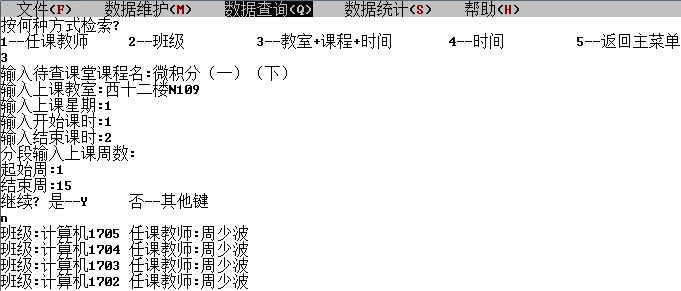 文件(F) 数据维护(M) 数据查询(Q) 数据统计(S) 帮助(H)
按何种方式检索?
1--任课教师 2--班级 3--教室+课程+时间 4--时间 5--返回主菜单
3
输入待查课堂课程名:微积分（一）（下）
输入上课教室:西十二楼N109
输入上课星期:1
输入开始课时:1
输入结束课时:2
分段输入上课周数:
起始周:1
结束周:15
继续? 是--Y 否--其他键
n
班级:计算机1705 任课教师:周少波
班级:计算机1704 任课教师:周少波
班级:计算机1703 任课教师:周少波
班级:计算机1702 任课教师:周少波